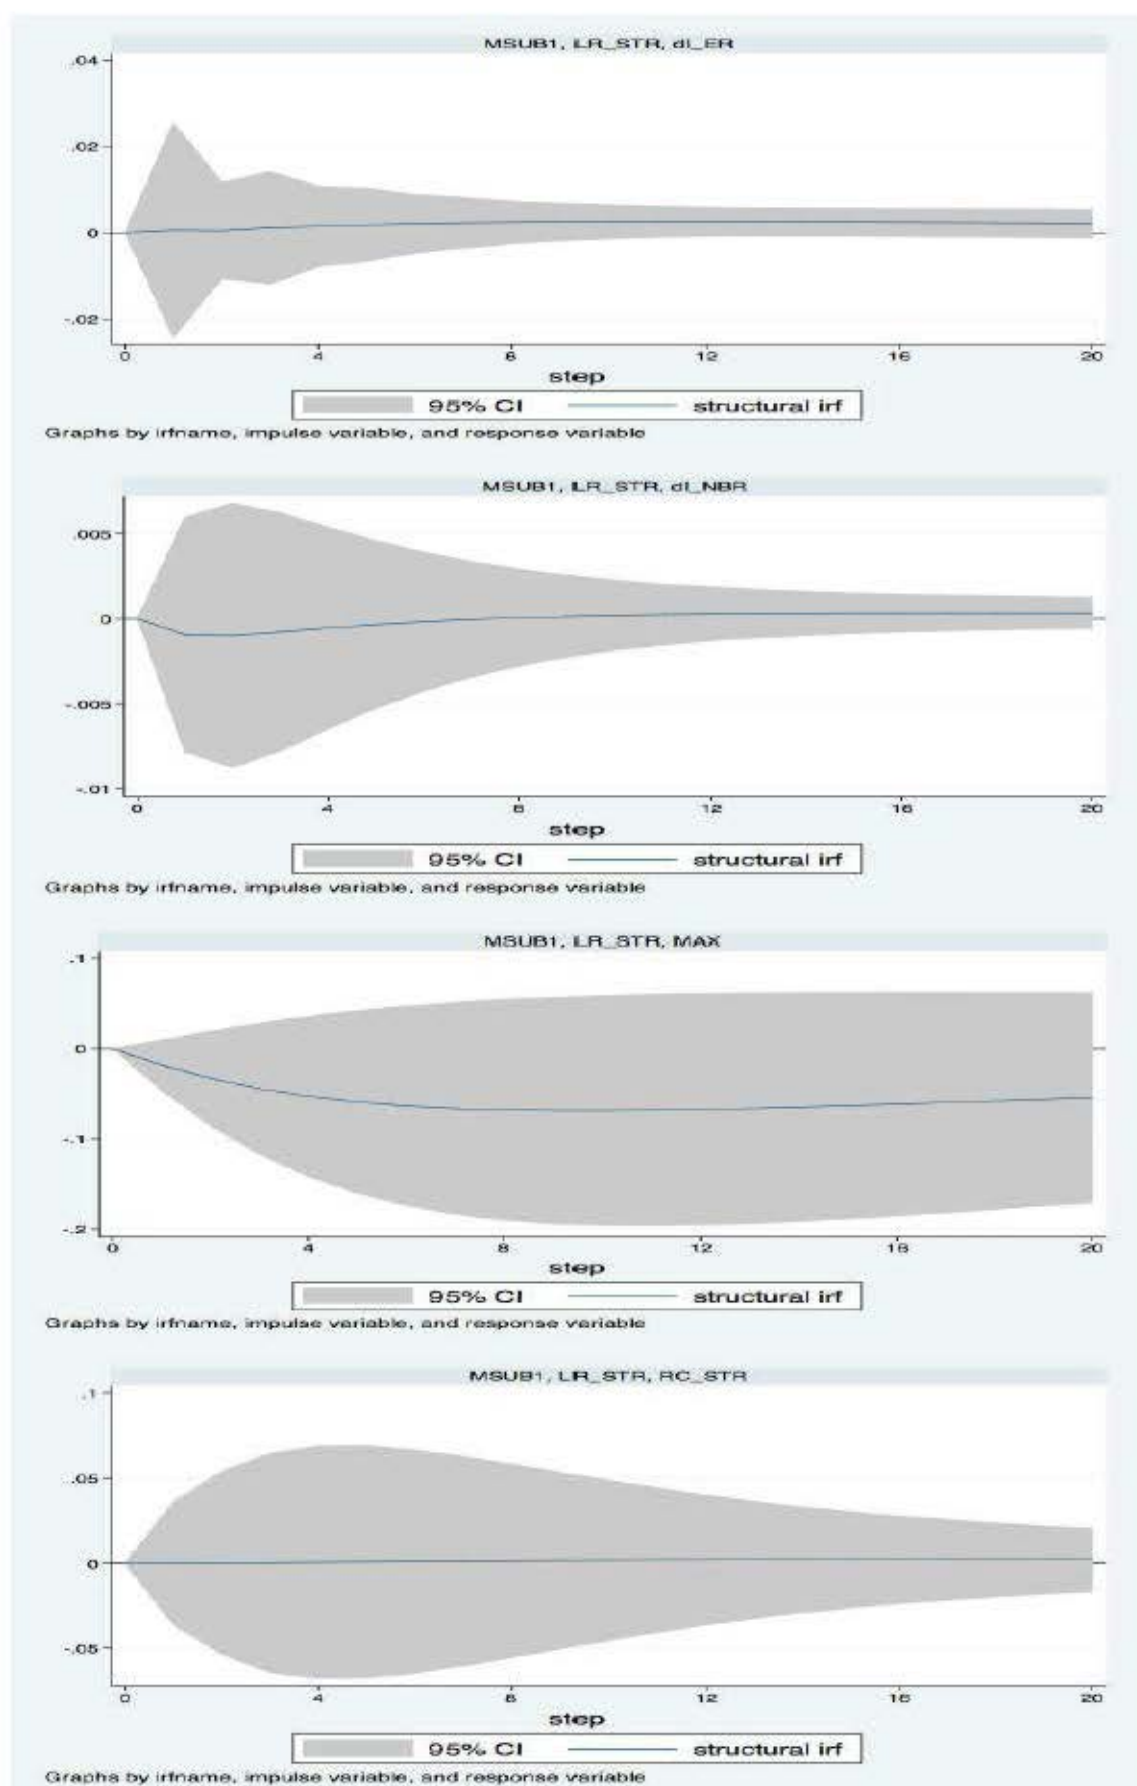 MSUB1, LR_STR, dl_ER
.04
.02
0
-.02
0 4 8 12 16 20
step
95% CI structural irf
Graphs by irfname, impulse variable, and response variable
MSUB1, LR_STR, dl_NBR
.005
0
-.005
-.01
0 4 8 12 16 20
step
95% CI structural irf
Graphs by irfname, impulse variable, and response variable
MSUB1, LR_STR, MAX
.1
0
-.1
-.2
0 4 8 12 16 20
step
95% CI structural irf
Graphs by irfname, impulse variable, and response variable
MSUB1, LR_STR, RC_STR
.1
.05
0
-.05
0 4 8 12 16 20
step
95% CI structural irf
Graphs by irfname, impulse variable, and response variable